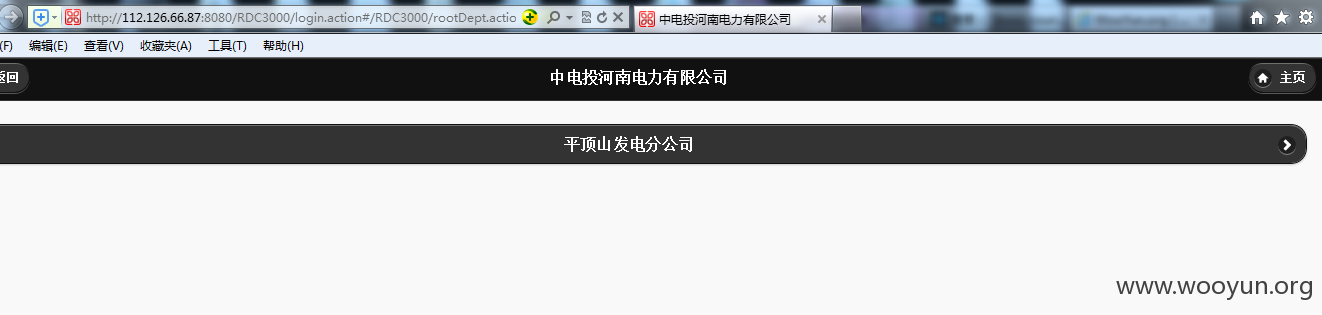 http://112.126.66.87:8080/RDC3000/login.action#/RDC3000/rootDept.actio
中电投河南电力有限公司
(F) 编辑(E) 查看(V) 收藏夹(A) 工具(T) 帮助(H)
返回 中电投河南电力有限公司 主页
平顶山发电分公司
www.wooyun.org